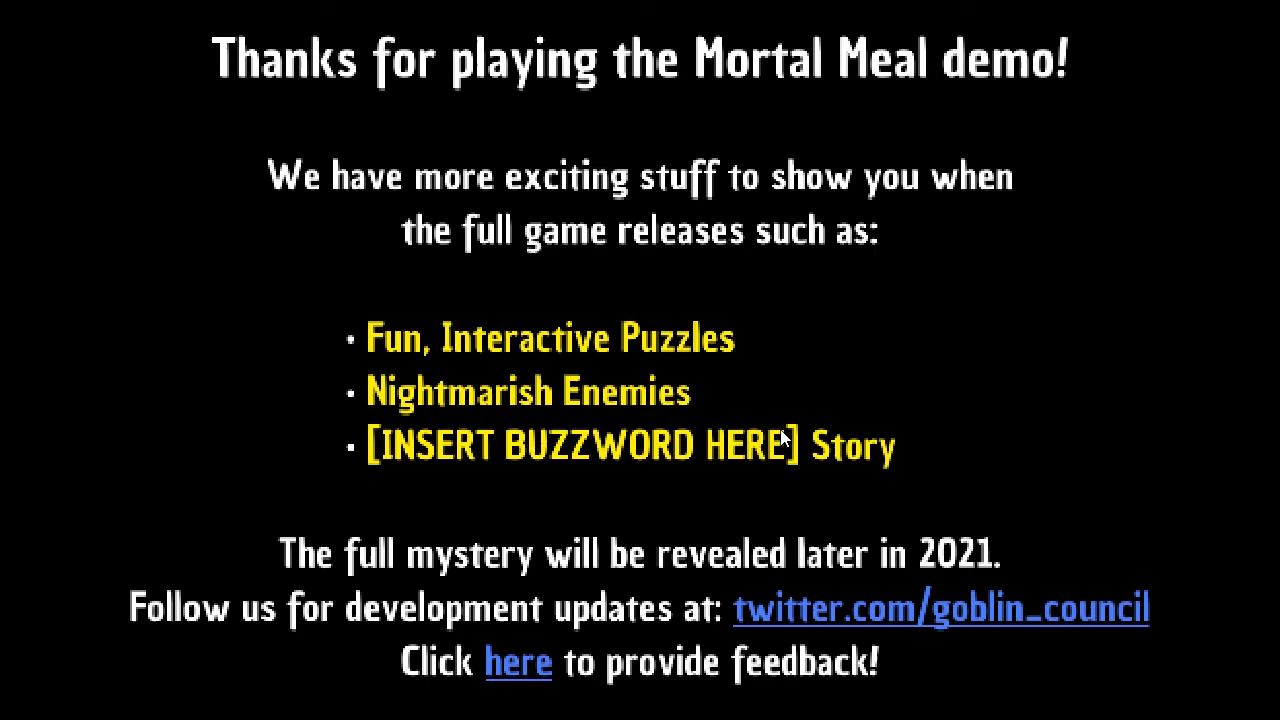 Thanks for playing the Mortal Meal demo!
We have more exciting stuff to show you when
the full game releases such as:
• Fun, Interactive Puzzles
• Nightmarish Enemies
• [INSERT BUZZWORD HERE] Story
The full mystery will be revealed later in 2021.
Follow us for development updates at: twitter.com/goblin_council
Click here to provide feedback!